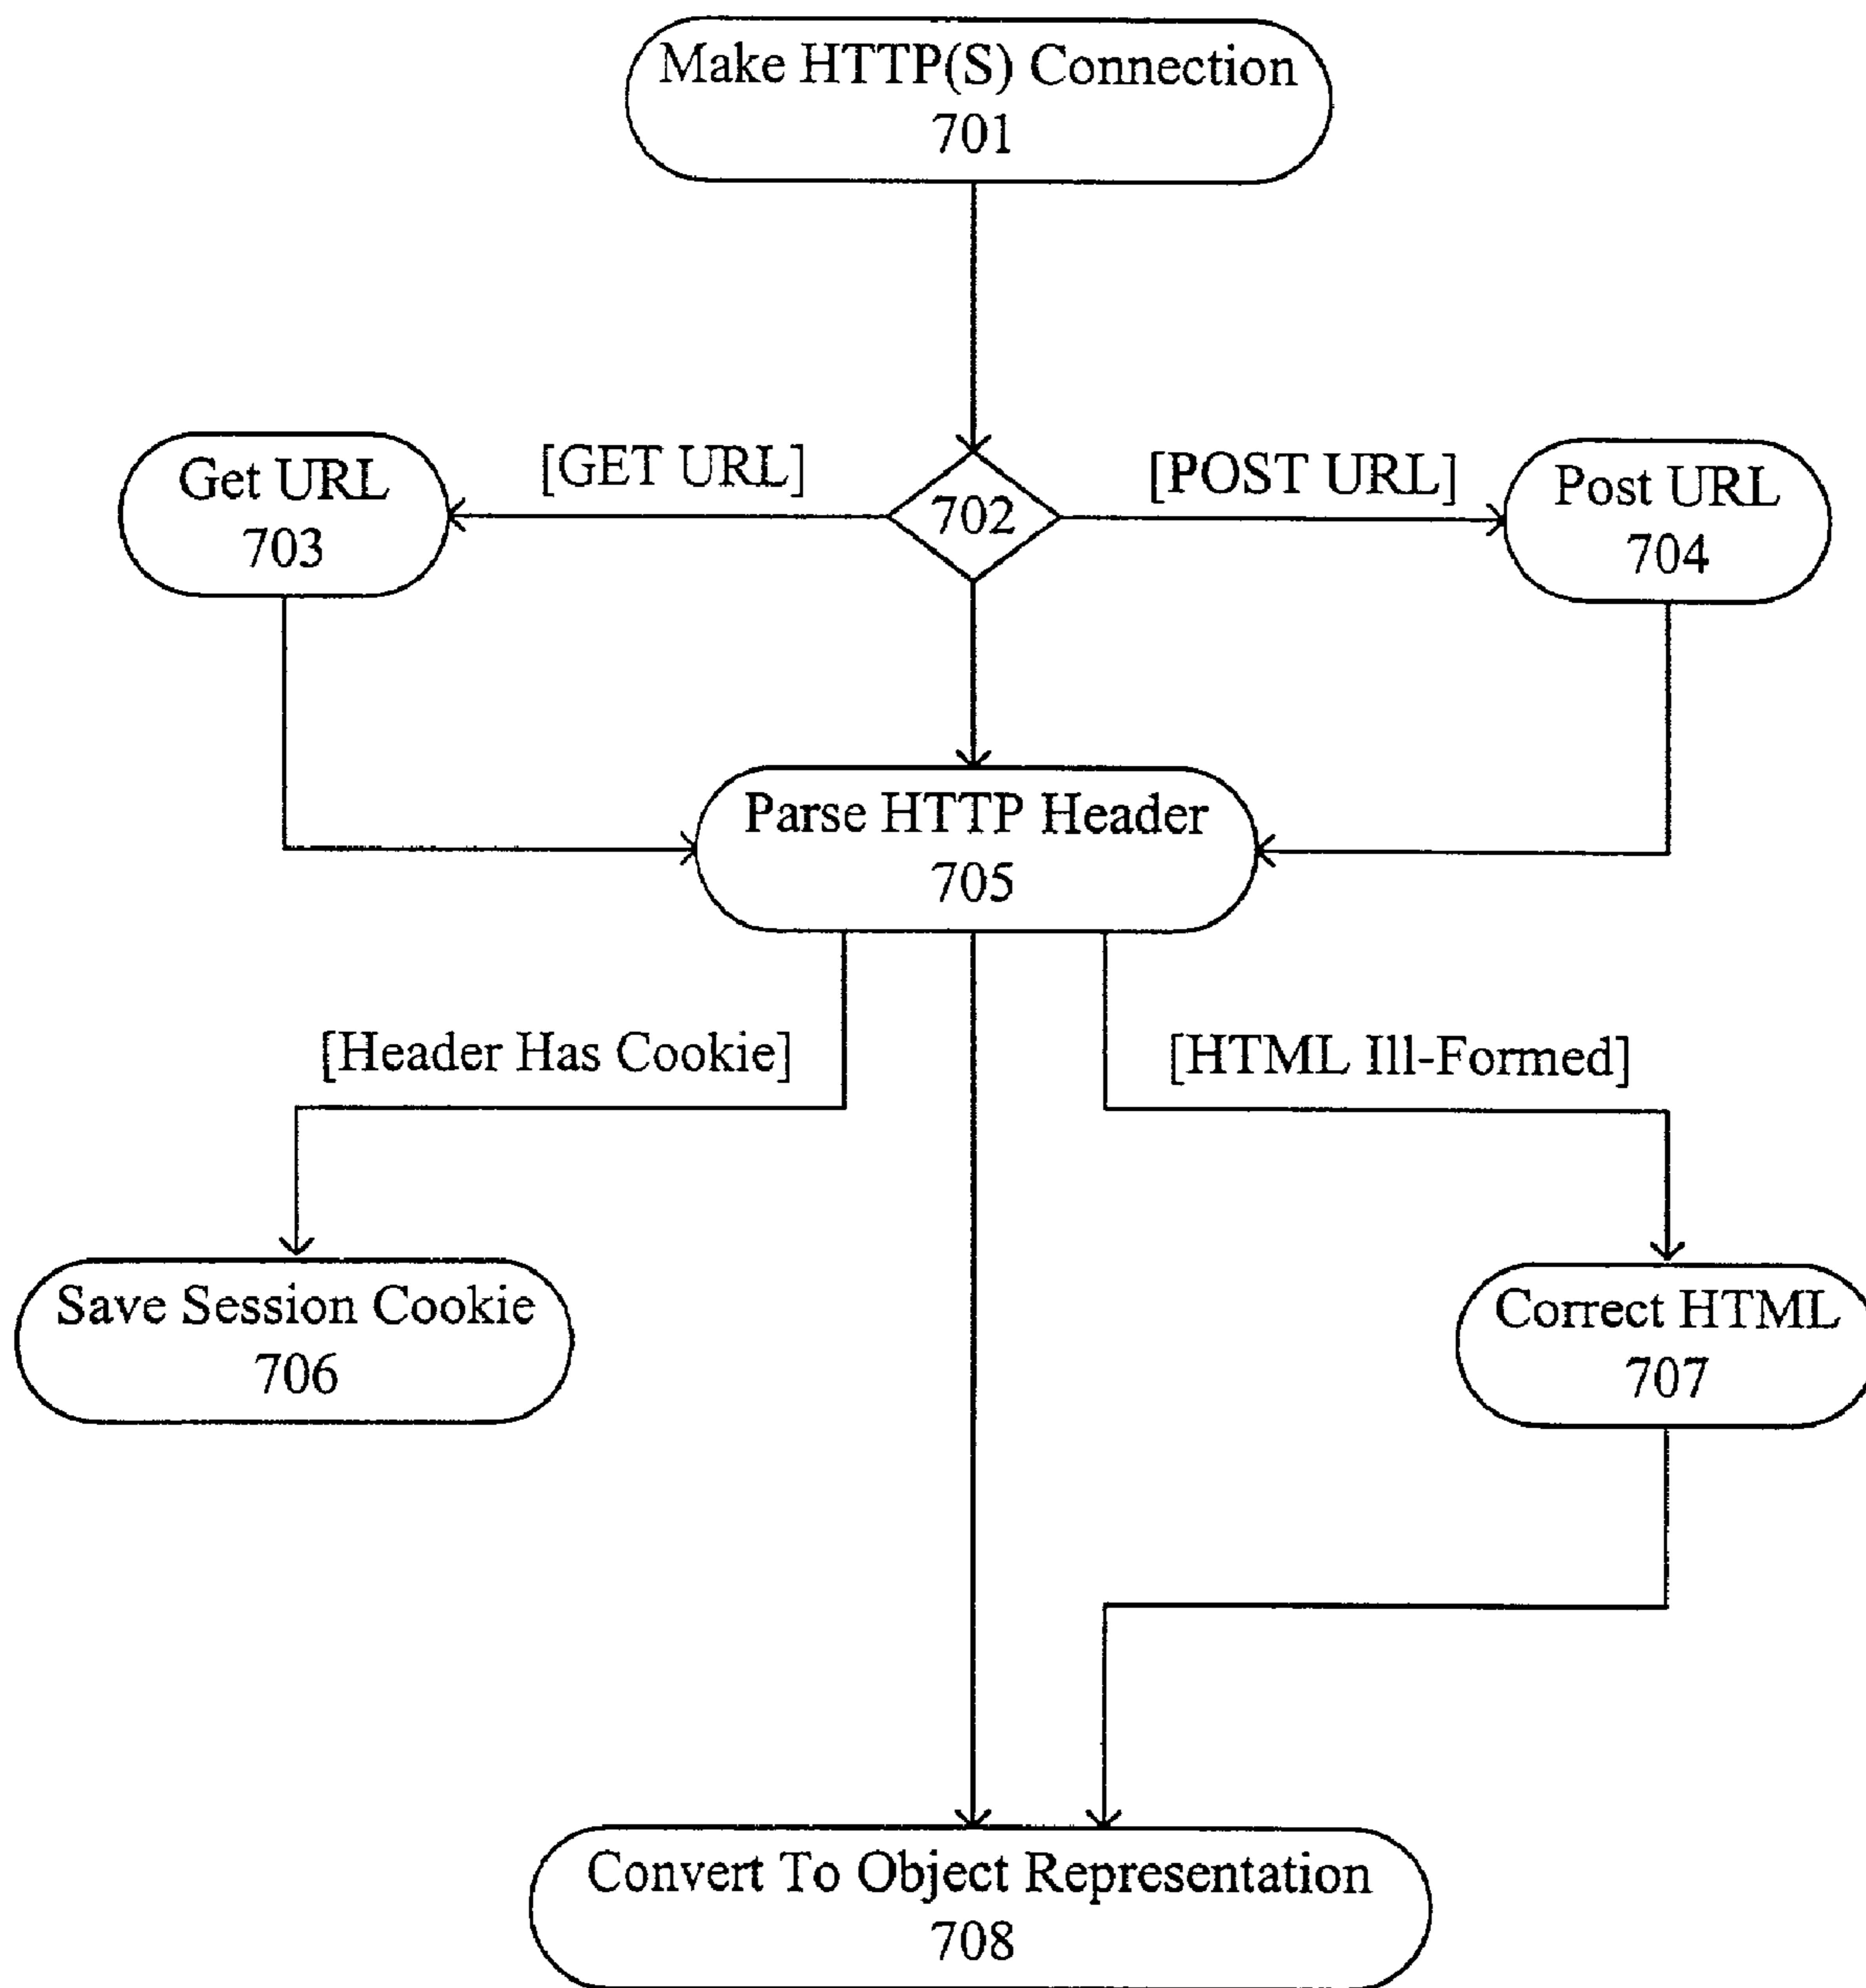 Make HTTP(S) Connection
701
[GET URL]
[POST URL]
Get URL
703
702
Post URL
704
Parse HTTP Header
705
[Header Has Cookie]
[HTML Ill-Formed]
Save Session Cookie
706
Correct HTML
707
Convert To Object Representation
708